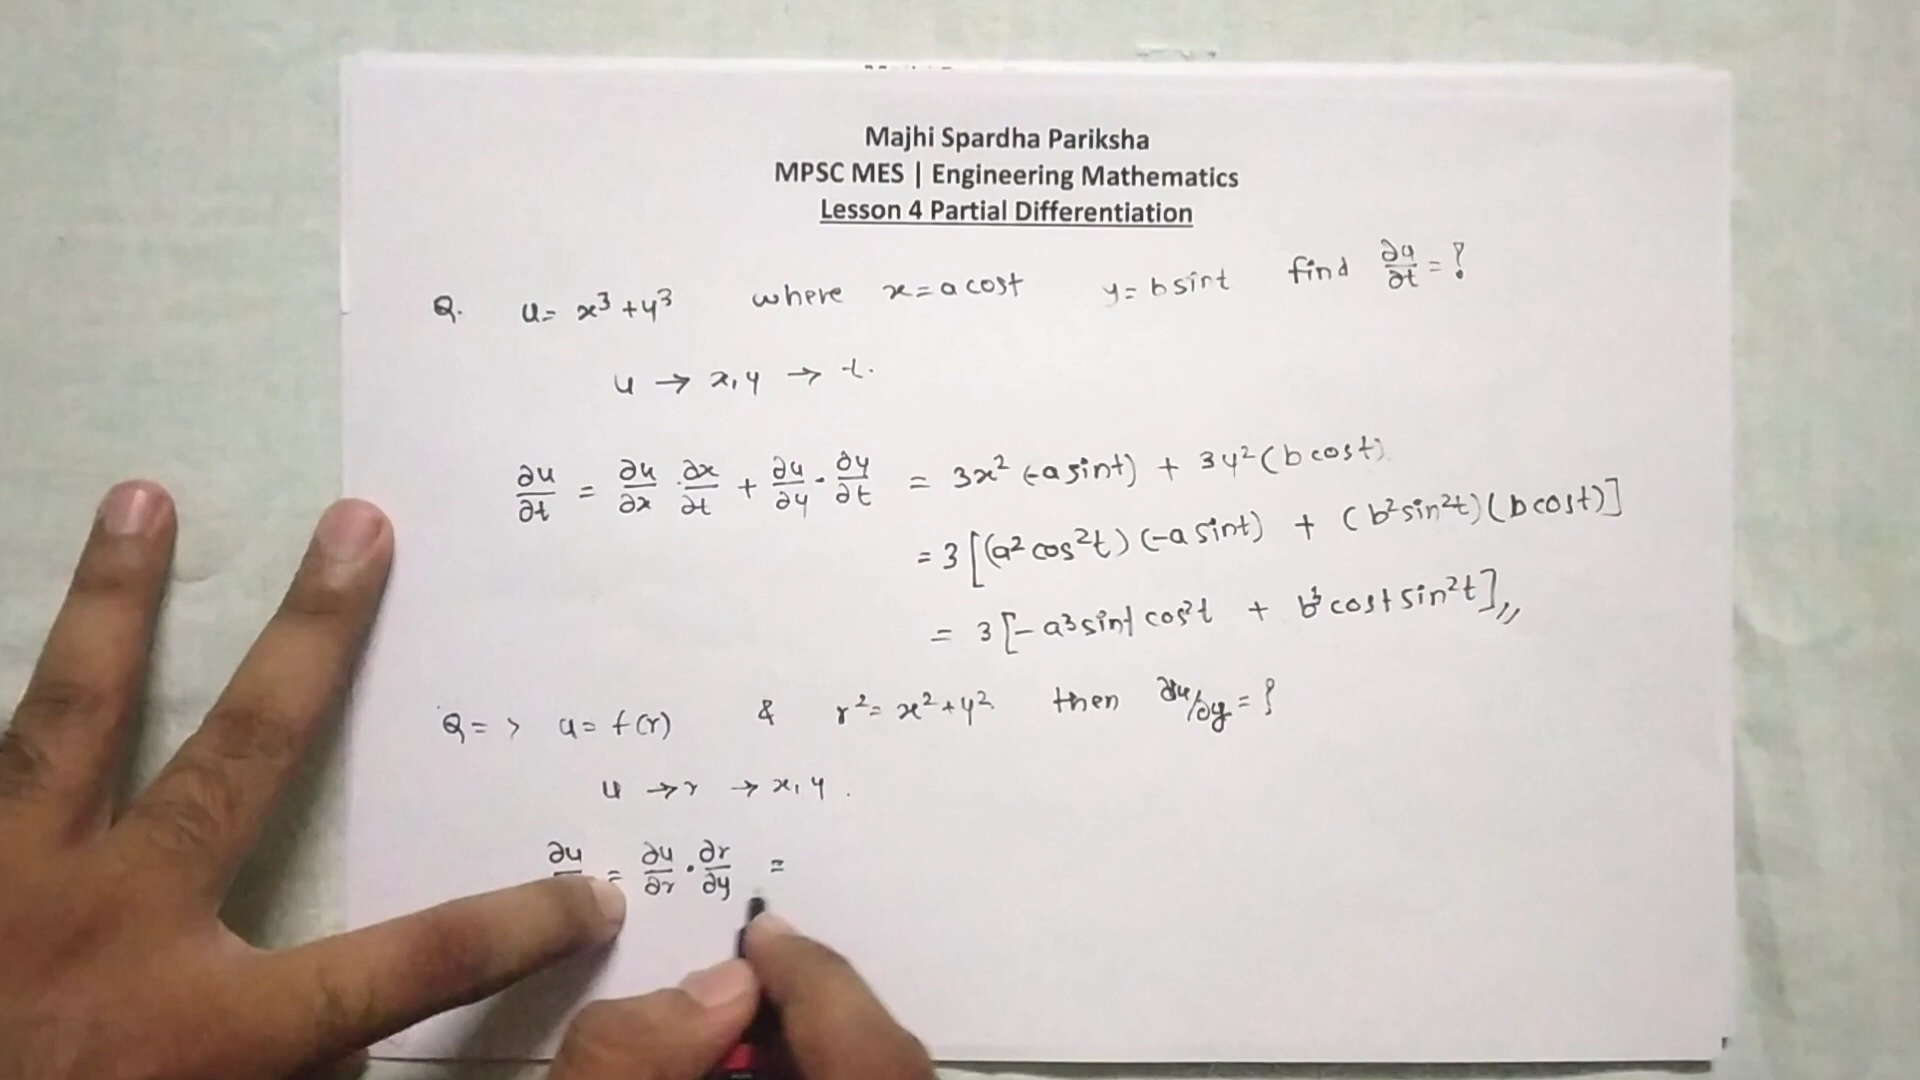 Majhi Spardha Pariksha
MPSC MES | Engineering Mathematics
Lesson 4 Partial Differentiation
Q. u = x³ + y³ where x = a cost y = b sint find ∂u/∂t = ?
u → x, y → t.
∂u/∂t = ∂u/∂x · ∂x/∂t + ∂u/∂y · ∂y/∂t = 3x² (-a sint) + 3y² (b cost)
= 3 [(a² cos²t) (-a sint) + (b² sin²t) (b cost)]
= 3 [- a³ sint cos²t + b³ cost sin²t] ,,
Q => u = f(r) & r² = x² + y² then ∂u/∂y = ?
u → r → x, y .
∂u = ∂u/∂r · ∂r/∂y =